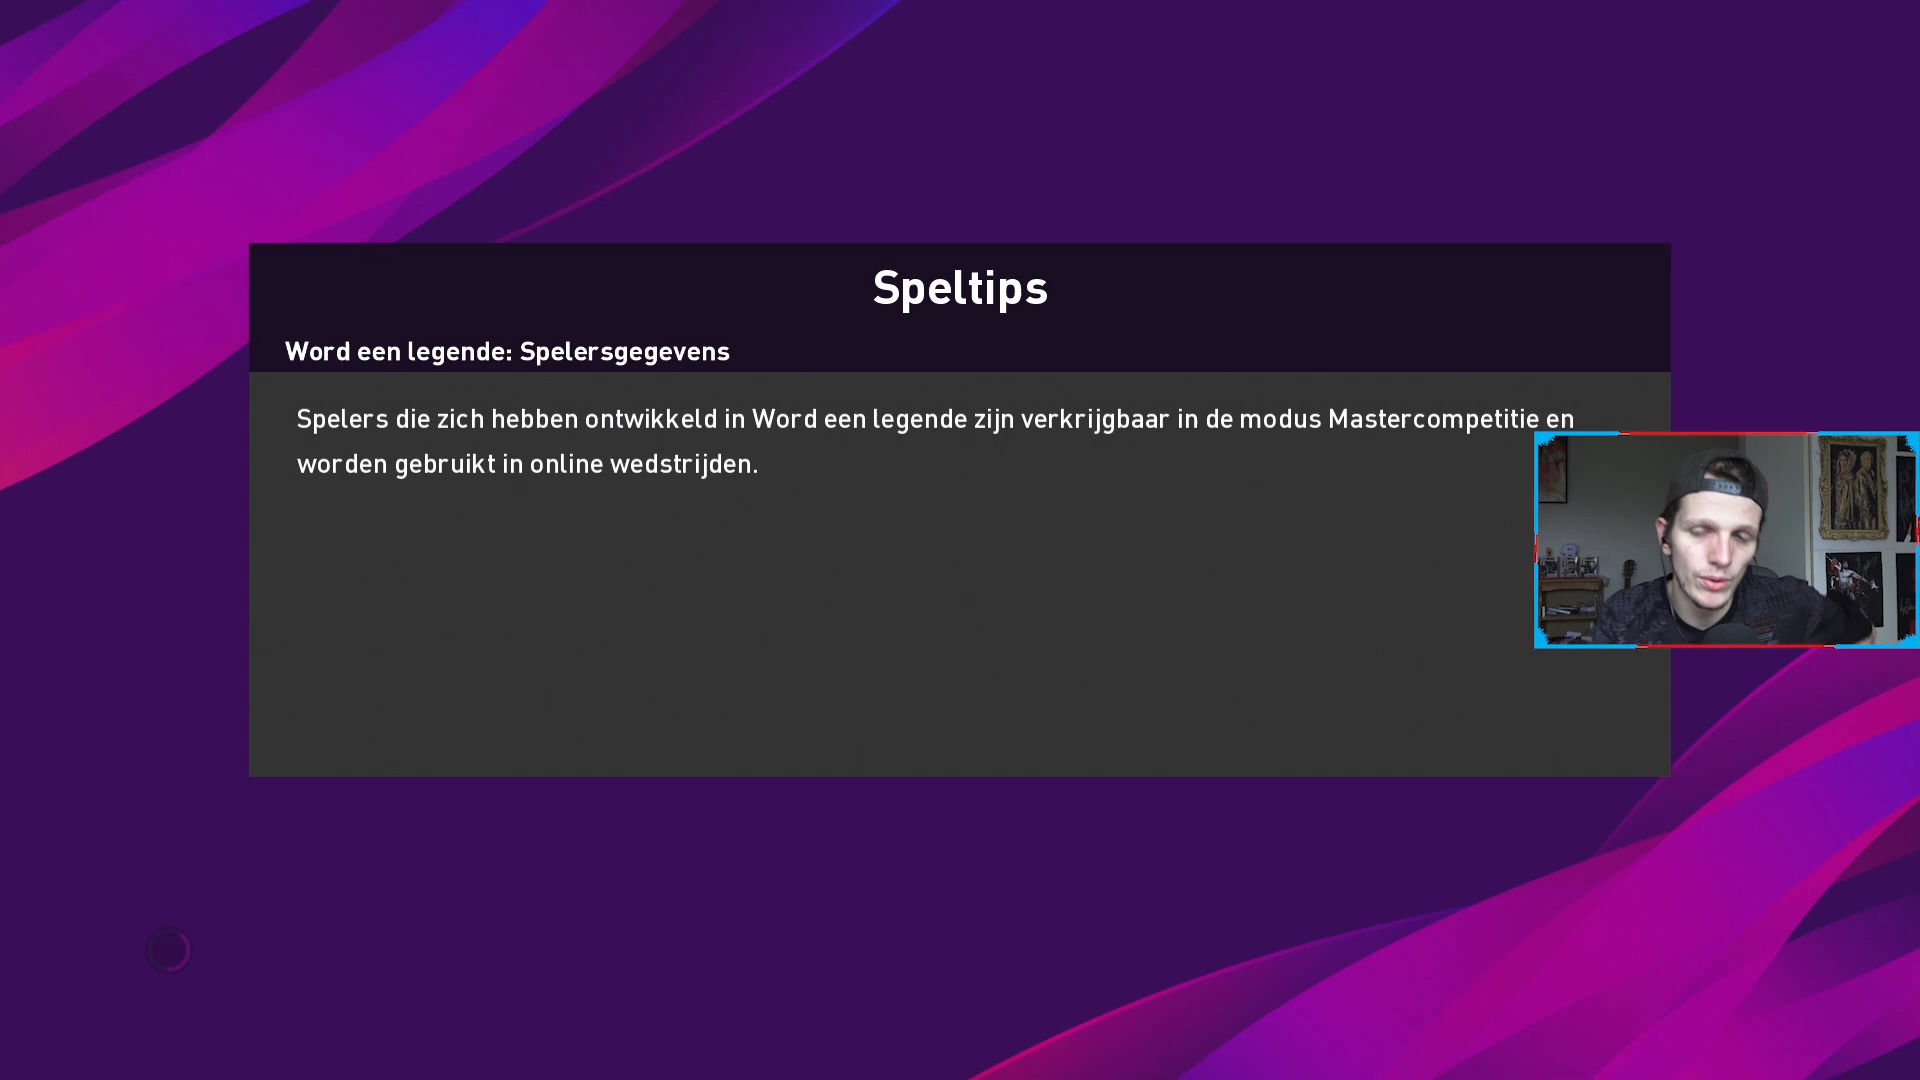 Speltips
Word een legende: Spelersgegevens
Spelers die zich hebben ontwikkeld in Word een legende zijn verkrijgbaar in de modus Mastercompetitie en
worden gebruikt in online wedstrijden.